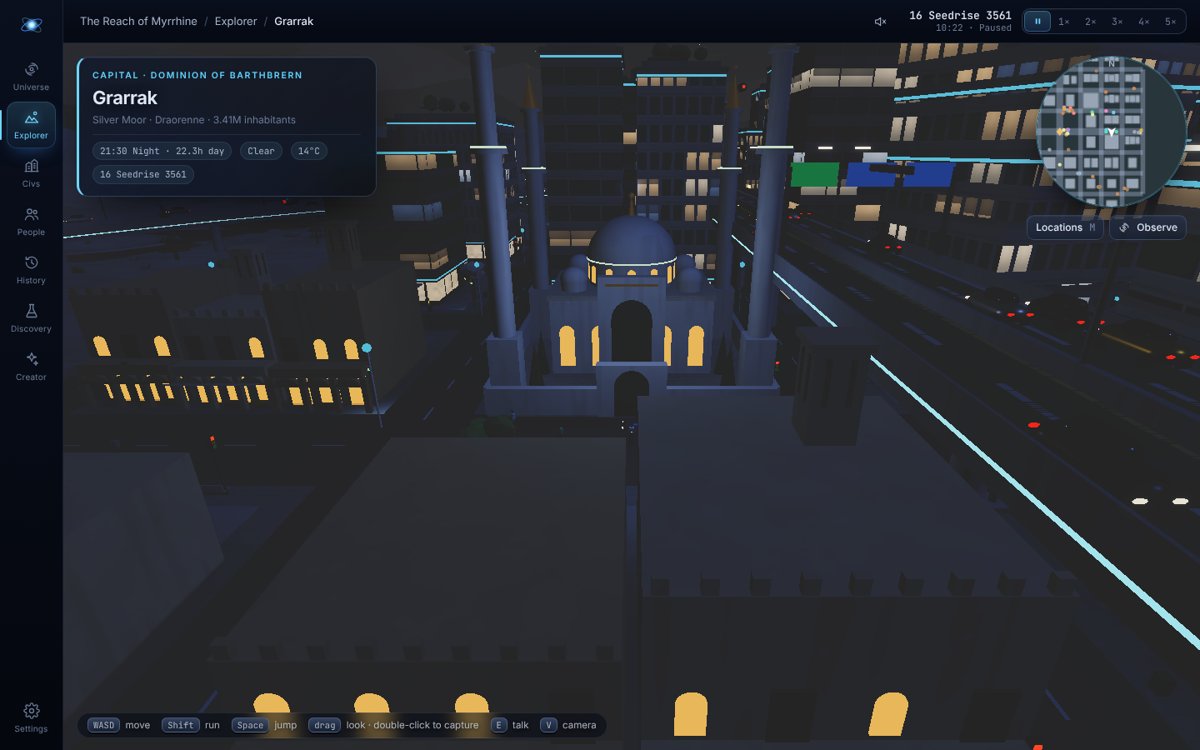 The Reach of Myrrhine / Explorer / Grarrak
16 Seedrise 3561
10:22 · Paused
1× 2× 3× 4× 5×
Universe
Explorer
Civs
People
History
Discovery
Creator
Settings
CAPITAL · DOMINION OF BARTHBRERN
Grarrak
Silver Moor · Draorenne · 3.41M inhabitants
21:30 Night · 22.3h day
Clear
14°C
16 Seedrise 3561
N
Locations M
Observe
WASD move Shift run Space jump drag look · double-click to capture E talk V camera